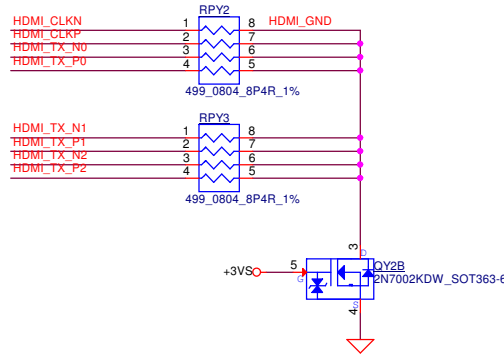 RPY2
HDMI_CLKN 1 8 HDMI_GND
HDMI_CLKP 2 7
HDMI_TX_N0 3 6
HDMI_TX_P0 4 5
499_0804_8P4R_1%
RPY3
HDMI_TX_N1 1 8
HDMI_TX_P1 2 7
HDMI_TX_N2 3 6
HDMI_TX_P2 4 5
499_0804_8P4R_1%
3 D
+3VS 5 G QY2B
2N7002KDW_SOT363-6
4 S